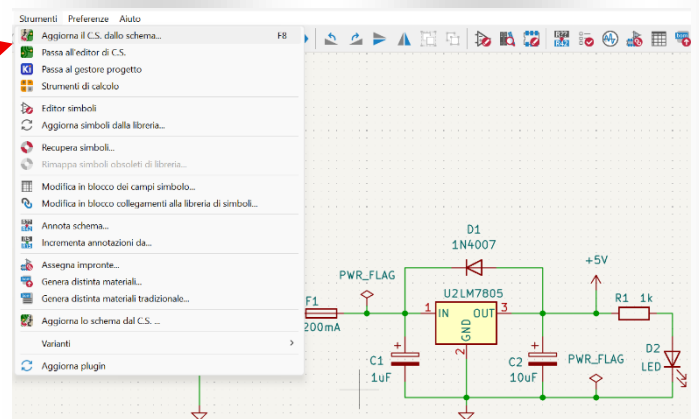 Strumenti Preferenze Aiuto
Aggiorna il C.S. dallo schema... F8
Passa all'editor di C.S.
Passa al gestore progetto
Strumenti di calcolo
Editor simboli
Aggiorna simboli dalla libreria...
Recupera simboli...
Rimappa simboli obsoleti di libreria...
Modifica in blocco dei campi simbolo...
Modifica in blocco collegamenti alla libreria di simboli...
Annota schema...
Incrementa annotazioni da...
Assegna impronte...
Genera distinta materiali...
Genera distinta materiali tradizionale...
Aggiorna lo schema dal C.S. ...
Varianti
Aggiorna plugin
D1
1N4007
+5V
PWR_FLAG
U2LM7805
R1 1k
F1
1 IN OUT 3
200mA
GND
2
C1
1uF
C2
10uF
PWR_FLAG
D2
LED